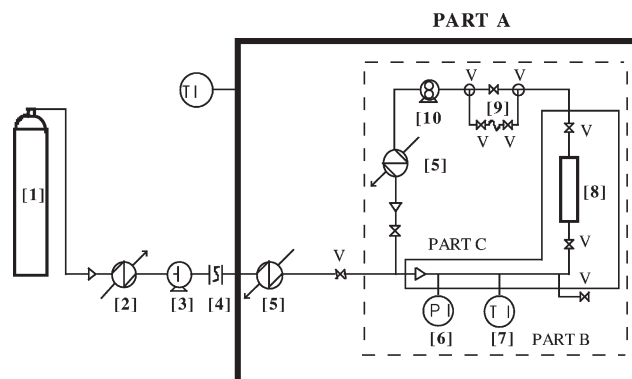 PART A
TI
V V
[9]
[10
V V
V
[1]
[5]
[8]
PART C
V
V
V
[2]
[3]
[4]
[5]
PI
TI
[6]
[7]
PART B